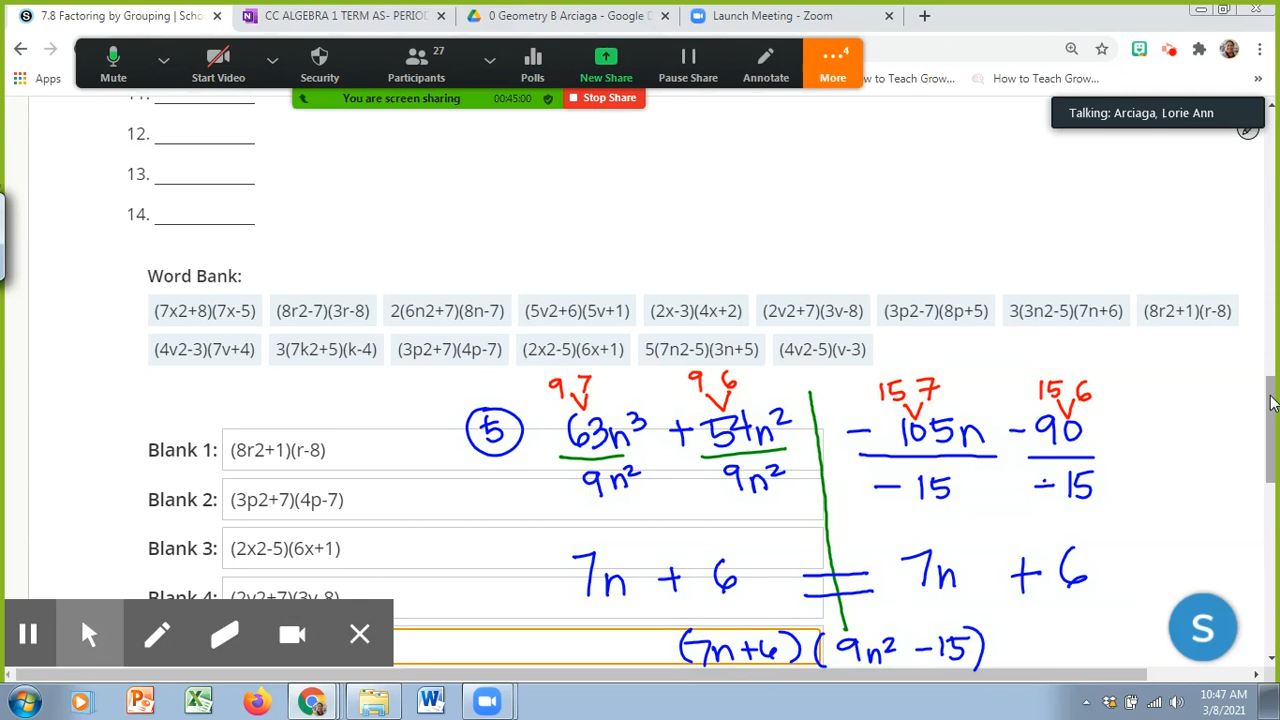 7.8 Factoring by Grouping | Schoo
CC ALGEBRA 1 TERM AS- PERIOD
0 Geometry B Arciaga - Google D
Launch Meeting - Zoom
Mute
Start Video
Security
27
Participants
Polls
New Share
Pause Share
Annotate
4
More
Apps
ow to Teach Grow...
How to Teach Grow...
»
You are screen sharing
00:45:00
Stop Share
Talking: Arciaga, Lorie Ann
12.
13.
14.
Word Bank:
(7x2+8)(7x-5) (8r2-7)(3r-8) 2(6n2+7)(8n-7) (5v2+6)(5v+1) (2x-3)(4x+2) (2v2+7)(3v-8) (3p2-7)(8p+5) 3(3n2-5)(7n+6) (8r2+1)(r-8)
(4v2-3)(7v+4) 3(7k2+5)(k-4) (3p2+7)(4p-7) (2x2-5)(6x+1) 5(7n2-5)(3n+5) (4v2-5)(v-3)
9 7 9 6 15 7 15 6
5 63n³ + 54n² - 105n - 90
9n² 9n² - 15 - 15
Blank 1: (8r2+1)(r-8)
Blank 2: (3p2+7)(4p-7)
Blank 3: (2x2-5)(6x+1)
7n + 6 = 7n + 6
Blank 4: (2v2+7)(3v-8)
(7n+6)(9n² - 15)
S
10:47 AM
3/8/2021